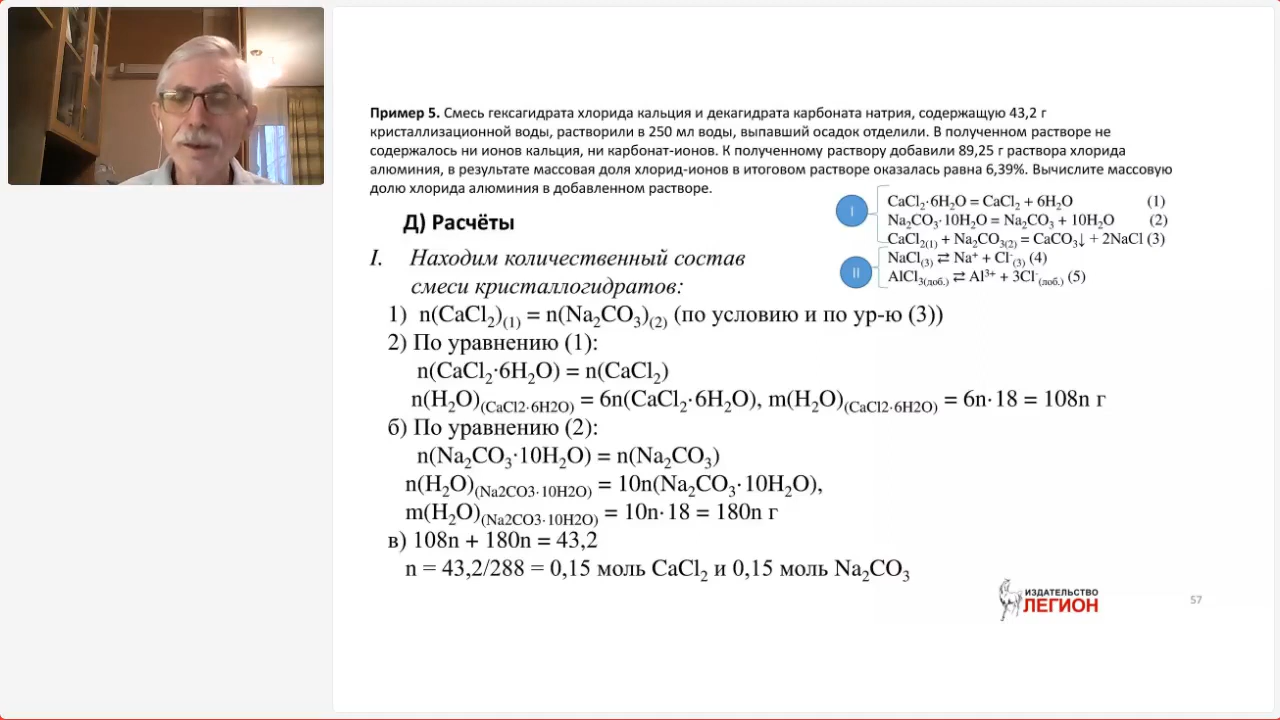 Пример 5. Смесь гексагидрата хлорида кальция и декагидрата карбоната натрия, содержащую 43,2 г
кристаллизационной воды, растворили в 250 мл воды, выпавший осадок отделили. В полученном растворе не
содержалось ни ионов кальция, ни карбонат-ионов. К полученному раствору добавили 89,25 г раствора хлорида
алюминия, в результате массовая доля хлорид-ионов в итоговом растворе оказалась равна 6,39%. Вычислите массовую
долю хлорида алюминия в добавленном растворе.
I
CaCl₂·6H₂O = CaCl₂ + 6H₂O (1)
Na₂CO₃·10H₂O = Na₂CO₃ + 10H₂O (2)
CaCl₂₍₁₎ + Na₂CO₃₍₂₎ = CaCO₃↓ + 2NaCl (3)
II
NaCl₍₃₎ ⇄ Na⁺ + Cl⁻₍₃₎ (4)
AlCl₃(доб.) ⇄ Al³⁺ + 3Cl⁻(доб.) (5)
Д) Расчёты
I. Находим количественный состав
смеси кристаллогидратов:
1) n(CaCl₂)₍₁₎ = n(Na₂CO₃)₍₂₎ (по условию и по ур-ю (3))
2) По уравнению (1):
n(CaCl₂·6H₂O) = n(CaCl₂)
n(H₂O)(CaCl2·6H2O) = 6n(CaCl₂·6H₂O), m(H₂O)(CaCl2·6H2O) = 6n·18 = 108n г
б) По уравнению (2):
n(Na₂CO₃·10H₂O) = n(Na₂CO₃)
n(H₂O)(Na2CO3·10H2O) = 10n(Na₂CO₃·10H₂O),
m(H₂O)(Na2CO3·10H2O) = 10n·18 = 180n г
в) 108n + 180n = 43,2
n = 43,2/288 = 0,15 моль CaCl₂ и 0,15 моль Na₂CO₃
ИЗДАТЕЛЬСТВО
ЛЕГИОН
57